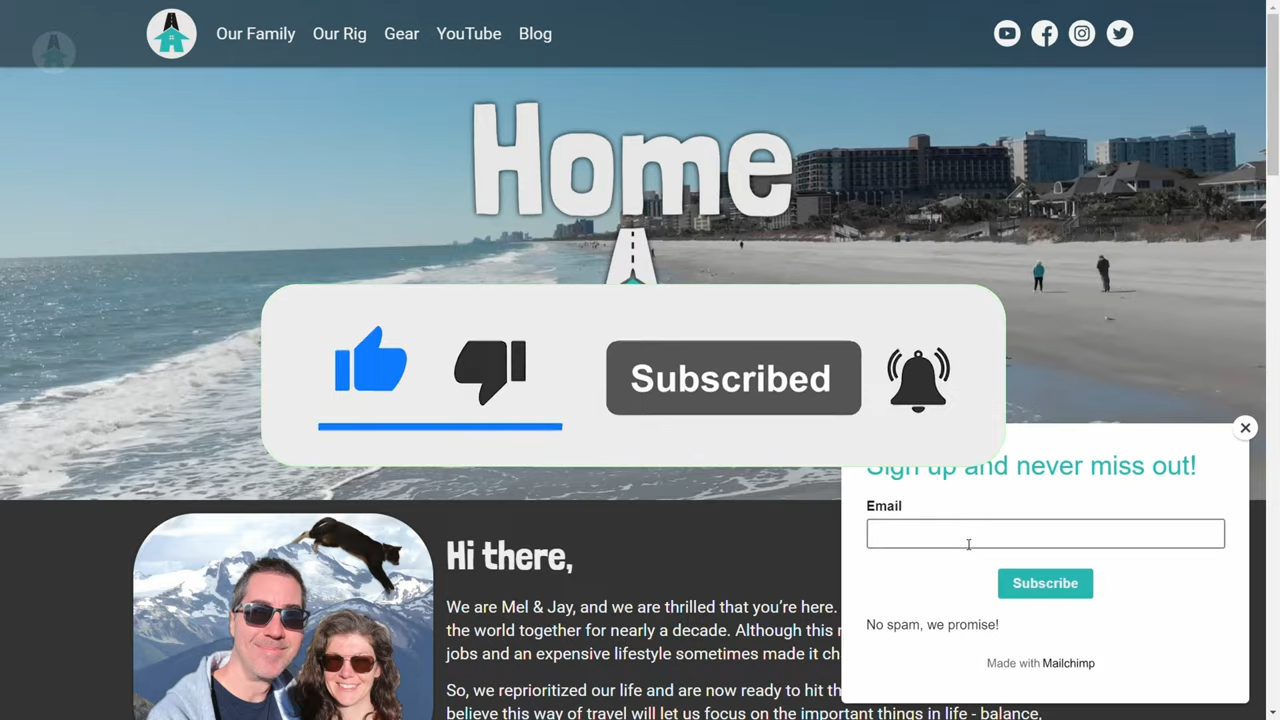 Our Family Our Rig Gear YouTube Blog
Home
Subscribed
Sign up and never miss out!
Email
Subscribe
No spam, we promise!
Made with Mailchimp
Hi there,
We are Mel & Jay, and we are thrilled that you're here.
the world together for nearly a decade. Although this
jobs and an expensive lifestyle sometimes made it
So, we reprioritized our life and are now ready to hit
believe this way of travel will let us focus on the important things in life - balance,